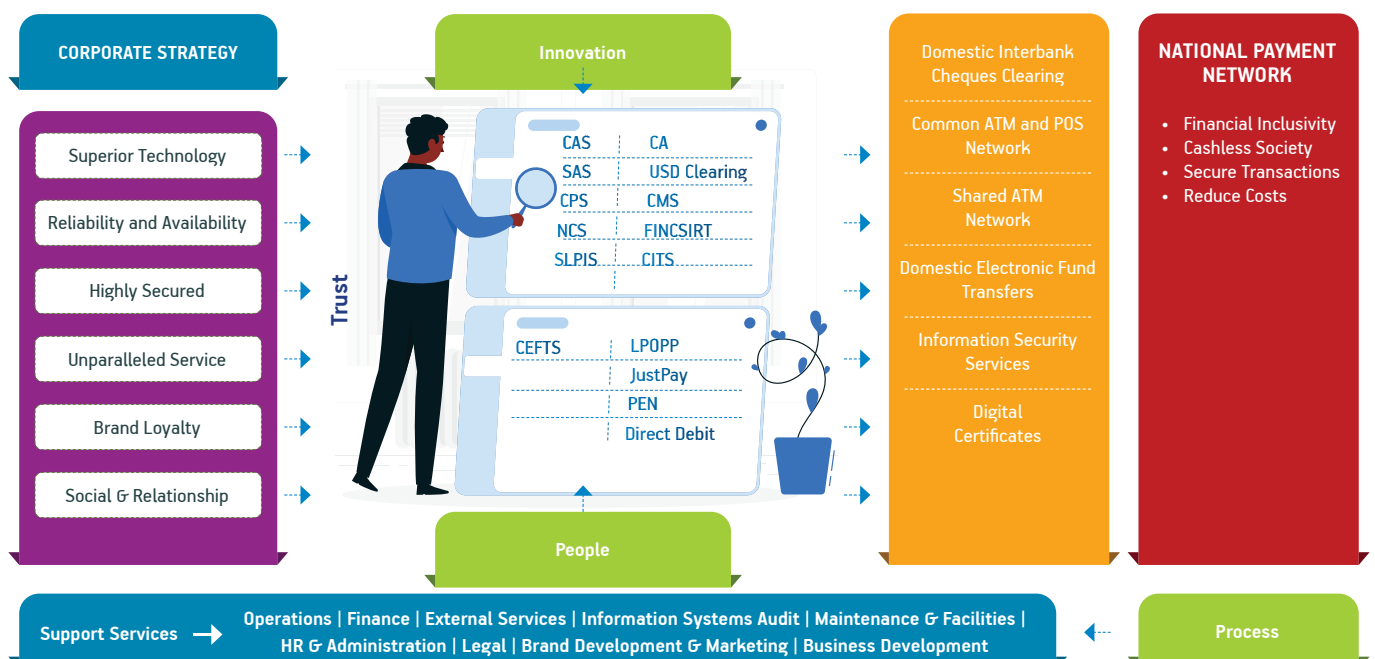 CORPORATE STRATEGY
Superior Technology
Reliability and Availability
Highly Secured
Unparalleled Service
Brand Loyalty
Social & Relationship
Trust
Innovation
CAS
CA
SAS
USD Clearing
CPS
CMS
NCS
FINCSIRT
SLPIS
CITS
CEFTS
LPOPP
JustPay
PEN
Direct Debit
People
Domestic Interbank
Cheques Clearing
Common ATM and POS
Network
Shared ATM
Network
Domestic Electronic Fund
Transfers
Information Security
Services
Digital
Certificates
NATIONAL PAYMENT
NETWORK
• Financial Inclusivity
• Cashless Society
• Secure Transactions
• Reduce Costs
Support Services
Operations | Finance | External Services | Information Systems Audit | Maintenance & Facilities |
HR & Administration | Legal | Brand Development & Marketing | Business Development
Process